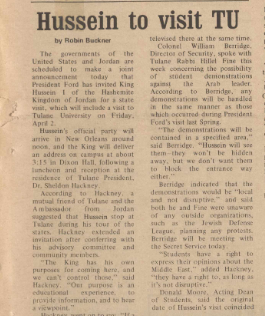 Hussein to visit TU
by Robin Buckner
The governments of the
United States and Jordan are
scheduled to make a joint
announcement today that
President Ford has invited King
Hussein I of the Hashemite
Kingdom of Jordan for a state
visit, which will include a visit to
Tulane University on Friday,
April 2.
Hussein's official party will
arrive in New Orleans around
noon, and the King will deliver
an address on campus at about
3:15 in Dixon Hall, following a
luncheon and reception at the
residence of Tulane President,
Dr. Sheldon Hackney.
According to Hackney, a
mutual friend of Tulane and the
Ambassador from Jordan
suggested that Hussein stop at
Tulane during his tour of the
states. Hackney extended an
invitation after conferring with
his advisory committee and
community members.
"The King has his own
purposes for coming here, and
we can't control those," said
Hackney. "Our purpose is an
educational experience to
provide information, and to hear
a viewpoint."
televised there at the same time.
Colonel William Berridge,
Director of Security, spoke with
Tulane Rabbi Hillel Fine this
week concerning the possibility
of student demonstrations
against the Arab leader.
According to Berridge, any
demonstrations will be handled
in the same manner as those
which occurred during President
Ford's visit last Spring.
"The demonstrations will be
contained in a specified area,"
said Berridge. "Hussein will see
them—they won't be hidden
away, but we don't want them
to block the entrance way
either."
Berridge indicated that the
demonstrations would be "local
and not disruptive," and said
both he and Fine were unaware
of any outside organizations,
such as the Jewish Defense
League, planning any protests.
Berridge will be meeting with
the Secret Service today.
"Students have a right to
express their opinions about the
Middle East," added Hackney,
"they have a right to, as long as
it's not disruptive."
Donald Moore, Acting Dean
of Students, said the original
date of Hussein's visit coincided